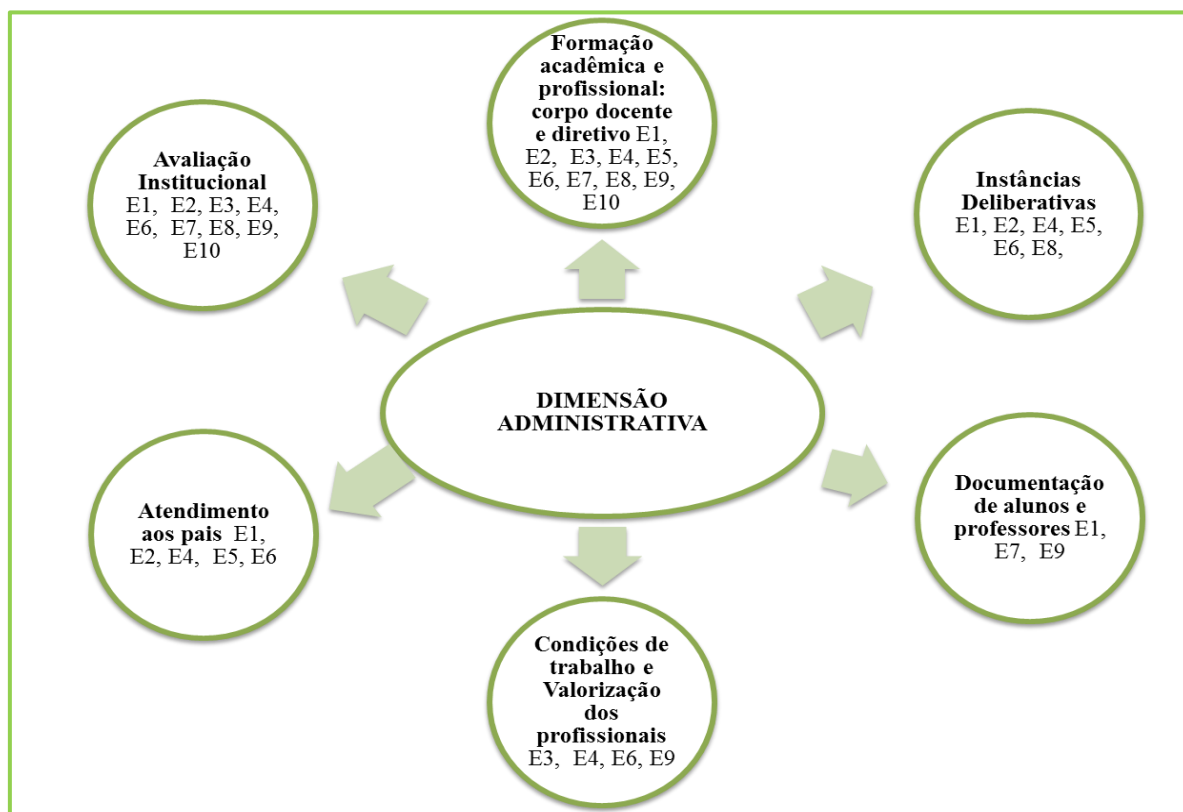 Formação
acadêmica e
profissional:
corpo docente
e diretivo E1,
E2, E3, E4, E5,
E6, E7, E8, E9,
E10
Avaliação
Institucional
E1, E2, E3, E4,
E6, E7, E8, E9,
E10
Instâncias
Deliberativas
E1, E2, E4, E5,
E6, E8,
DIMENSÃO
ADMINISTRATIVA
Atendimento
aos pais E1,
E2, E4, E5, E6
Documentação
de alunos e
professores E1,
E7, E9
Condições de
trabalho e
Valorização
dos
profissionais
E3, E4, E6, E9